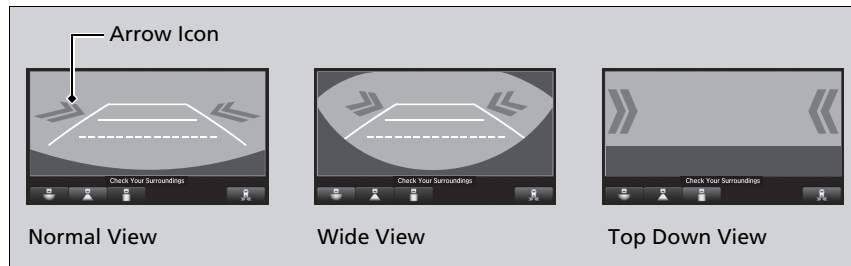 Arrow Icon
Check Your Surroundings
Check Your Surroundings
Check Your Surroundings
Normal View
Wide View
Top Down View